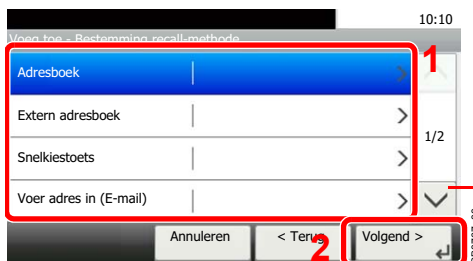 10:10
Voeg toe - Bestemming recall-methode
1
Adresboek
Extern adresboek
1/2
Snelkiestoets
Voer adres in (E-mail)
Annuleren
< Terug
2
Volgend >